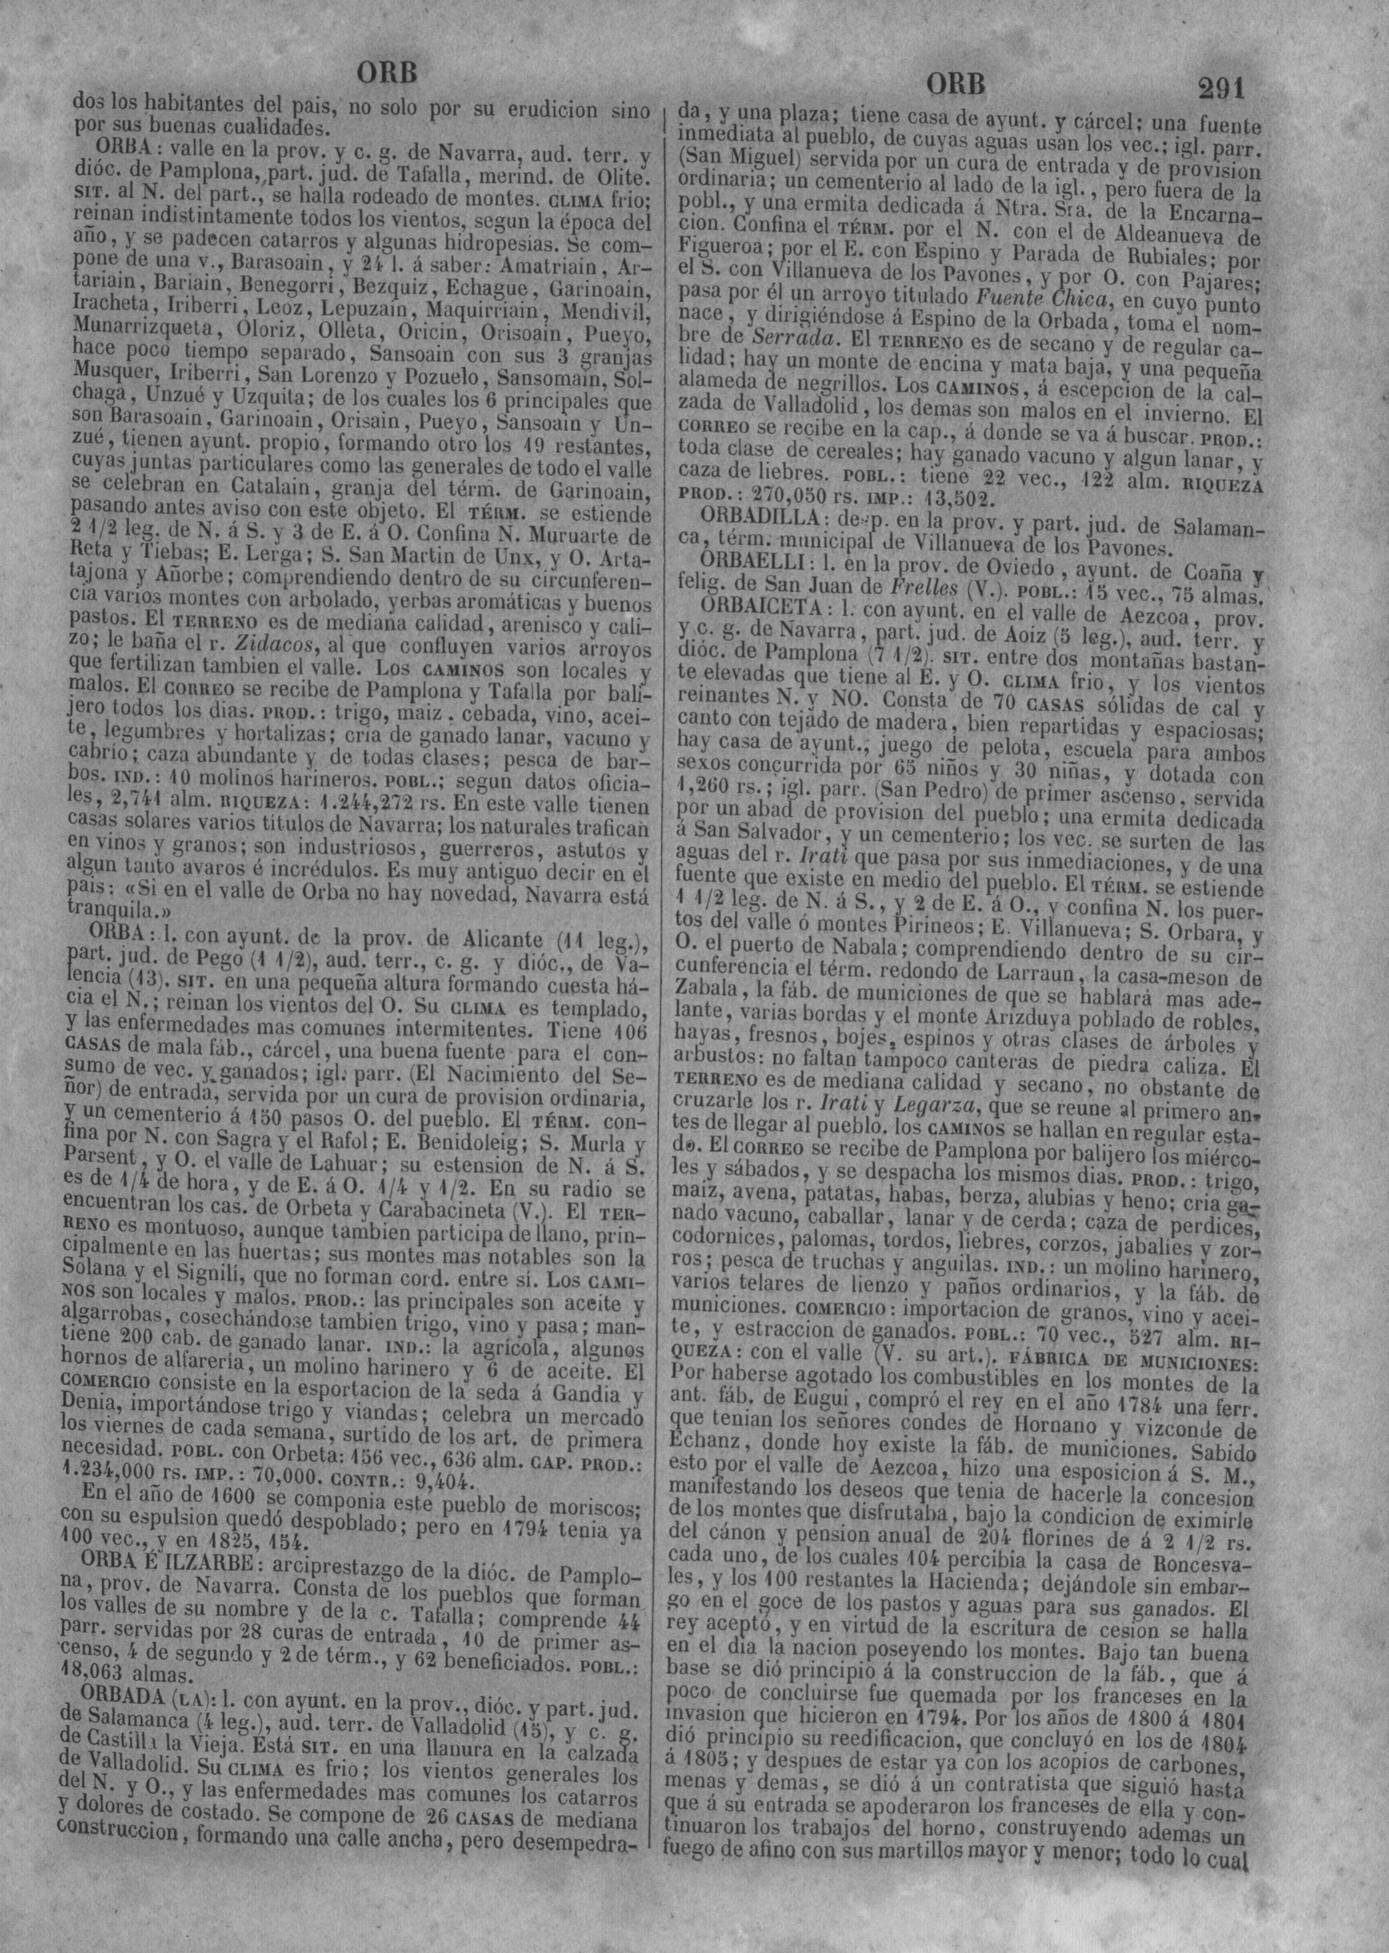 ORB
dos los habitantes del pais, no solo por su erudicion sino
por sus buenas cualidades.
ORBA: valle en la prov. y c. g. de Navarra, aud. terr. y
dióc. de Pamplona, part. jud. de Tafalla, merind. de Olite.
SIT. al N. del part., se halla rodeado de montes. CLIMA frio;
reinan indistintamente todos los vientos, segun la época del
año, y se padecen catarros y algunas hidropesias. Se com-
pone de una v., Barasoain, y 24 l. á saber: Amatriain, Ar-
tariain, Bariain, Benegorri, Bezquiz, Echague, Garinoain,
Iracheta, Iriberri, Leoz, Lepuzain, Maquirriain, Mendivil,
Munarrizqueta, Oloriz, Olleta, Oricin, Orisoain, Pueyo,
hace poco tiempo separado, Sansoain con sus 3 granjas
Musquer, Iriberri, San Lorenzo y Pozuelo, Sansomain, Sol-
chaga, Unzué y Uzquita; de los cuales los 6 principales que
son Barasoain, Garinoain, Orisain, Pueyo, Sansoain y Un-
zué, tienen ayunt. propio, formando otro los 19 restantes,
cuyas juntas particulares como las generales de todo el valle
se celebran en Catalain, granja del térm. de Garinoain,
pasando antes aviso con este objeto. El TÉRM. se estiende
2 1/2 leg. de N. á S. y 3 de E. á O. Confina N. Muruarte de
Reta y Tiebas; E. Lerga; S. San Martin de Unx, y O. Arta-
tajona y Añorbe; comprendiendo dentro de su circunferen-
cia varios montes con arbolado, yerbas aromáticas y buenos
pastos. El TERRENO es de mediana calidad, arenisco y cali-
zo; le baña el r. Zidacos, al que confluyen varios arroyos
que fertilizan tambien el valle. Los CAMINOS son locales y
malos. El CORREO se recibe de Pamplona y Tafalla por bali-
jero todos los dias. PROD.: trigo, maiz, cebada, vino, acei-
te, legumbres y hortalizas; cria de ganado lanar, vacuno y
cabrio; caza abundante y de todas clases; pesca de bar-
bos. IND.: 10 molinos harineros. POBL.; segun datos oficia-
les, 2,741 alm. RIQUEZA: 1.244,272 rs. En este valle tienen
casas solares varios titulos de Navarra; los naturales trafican
en vinos y granos; son industriosos, guerreros, astutos y
algun tanto avaros é incrédulos. Es muy antiguo decir en el
pais: «Si en el valle de Orba no hay novedad, Navarra está
tranquila.»
ORBA: l. con ayunt. de la prov. de Alicante (11 leg.),
part. jud. de Pego (1 1/2), aud. terr., c. g. y dióc., de Va-
lencia (13). SIT. en una pequeña altura formando cuesta há-
cia el N.; reinan los vientos del O. Su CLIMA es templado,
y las enfermedades mas comunes intermitentes. Tiene 106
CASAS de mala fáb., cárcel, una buena fuente para el con-
sumo de vec. y ganados; igl. parr. (El Nacimiento del Se-
ñor) de entrada, servida por un cura de provision ordinaria,
y un cementerio á 150 pasos O. del pueblo. El TÉRM. con-
fina por N. con Sagra y el Rafol; E. Benidoleig; S. Murla y
Parsent, y O. el valle de Lahuar; su estension de N. á S.
es de 1/4 de hora, y de E. á O. 1/4 y 1/2. En su radio se
encuentran los cas. de Orbeta y Carabacineta (V.). El TER-
RENO es montuoso, aunque tambien participa de llano, prin-
cipalmente en las huertas; sus montes mas notables son la
Solana y el Signili, que no forman cord. entre sí. Los CAMI-
NOS son locales y malos. PROD.: las principales son aceite y
algarrobas, cosechándose tambien trigo, vino y pasa; man-
tiene 200 cab. de ganado lanar. IND.: la agrícola, algunos
hornos de alfareria, un molino harinero y 6 de aceite. El
COMERCIO consiste en la esportacion de la seda á Gandia y
Denia, importándose trigo y viandas; celebra un mercado
los viernes de cada semana, surtido de los art. de primera
necesidad. POBL. con Orbeta: 156 vec., 636 alm. CAP. PROD.:
1.234,000 rs. IMP.: 70,000. CONTR.: 9,404.
En el año de 1600 se componia este pueblo de moriscos;
con su espulsion quedó despoblado; pero en 1794 tenia ya
100 vec., y en 1825, 154.
ORBA É ILZARBE: arciprestazgo de la dióc. de Pamplo-
na, prov. de Navarra. Consta de los pueblos que forman
los valles de su nombre y de la c. Tafalla; comprende 44
parr. servidas por 28 curas de entrada, 10 de primer as-
censo, 4 de segundo y 2 de térm., y 62 beneficiados. POBL.:
18,063 almas.
ORBADA (LA): l. con ayunt. en la prov., dióc. y part. jud.
de Salamanca (4 leg.), aud. terr. de Valladolid (15), y c. g.
de Castilla la Vieja. Está SIT. en una llanura en la calzada
de Valladolid. Su CLIMA es frio; los vientos generales los
del N. y O., y las enfermedades mas comunes los catarros
y dolores de costado. Se compone de 26 CASAS de mediana
construccion, formando una calle ancha, pero desempedra-
ORB 291
da, y una plaza; tiene casa de ayunt. y cárcel; una fuente
inmediata al pueblo, de cuyas aguas usan los vec.; igl. parr.
(San Miguel) servida por un cura de entrada y de provision
ordinaria; un cementerio al lado de la igl., pero fuera de la
pobl., y una ermita dedicada á Ntra. Sra. de la Encarna-
cion. Confina el TÉRM. por el N. con el de Aldeanueva de
Figueroa; por el E. con Espino y Parada de Rubiales; por
el S. con Villanueva de los Pavones, y por O. con Pajares;
pasa por él un arroyo titulado Fuente Chica, en cuyo punto
nace, y dirigiéndose á Espino de la Orbada, toma el nom-
bre de Serrada. El TERRENO es de secano y de regular ca-
lidad; hay un monte de encina y mata baja, y una pequeña
alameda de negrillos. Los CAMINOS, á escepcion de la cal-
zada de Valladolid, los demas son malos en el invierno. El
CORREO se recibe en la cap., á donde se va á buscar. PROD.:
toda clase de cereales; hay ganado vacuno y algun lanar, y
caza de liebres. POBL.: tiene 22 vec., 122 alm. RIQUEZA
PROD.: 270,050 rs. IMP.: 13,502.
ORBADILLA: desp. en la prov. y part. jud. de Salaman-
ca, térm. municipal de Villanueva de los Pavones.
ORBAELLI: l. en la prov. de Oviedo, ayunt. de Coaña y
felig. de San Juan de Frelles (V.). POBL.: 15 vec., 75 almas.
ORBAICETA: l. con ayunt. en el valle de Aezcoa, prov.
y c. g. de Navarra, part. jud. de Aoiz (5 leg.), aud. terr. y
dióc. de Pamplona (7 1/2). SIT. entre dos montañas bastan-
te elevadas que tiene al E. y O. CLIMA frio, y los vientos
reinantes N. y NO. Consta de 70 CASAS sólidas de cal y
canto con tejado de madera, bien repartidas y espaciosas;
hay casa de ayunt., juego de pelota, escuela para ambos
sexos concurrida por 65 niños y 30 niñas, y dotada con
1,260 rs.; igl. parr. (San Pedro) de primer ascenso, servida
por un abad de provision del pueblo; una ermita dedicada
á San Salvador, y un cementerio; los vec. se surten de las
aguas del r. Irati que pasa por sus inmediaciones, y de una
fuente que existe en medio del pueblo. El TÉRM. se estiende
1 1/2 leg. de N. á S., y 2 de E. á O., y confina N. los puer-
tos del valle ó montes Pirineos; E. Villanueva; S. Orbara, y
O. el puerto de Nabala; comprendiendo dentro de su cir-
cunferencia el térm. redondo de Larraun, la casa-meson de
Zabala, la fáb. de municiones de que se hablará mas ade-
lante, varias bordas y el monte Arizduya poblado de robles,
hayas, fresnos, bojes, espinos y otras clases de árboles y
arbustos: no faltan tampoco canteras de piedra caliza. El
TERRENO es de mediana calidad y secano, no obstante de
cruzarle los r. Irati y Legarza, que se reune al primero an-
tes de llegar al pueblo. los CAMINOS se hallan en regular esta-
do. El CORREO se recibe de Pamplona por balijero los miérco-
les y sábados, y se despacha los mismos dias. PROD.: trigo,
maiz, avena, patatas, habas, berza, alubias y heno; cria ga-
nado vacuno, caballar, lanar y de cerda; caza de perdices,
codornices, palomas, tordos, liebres, corzos, jabalíes y zor-
ros; pesca de truchas y anguilas. IND.: un molino harinero,
varios telares de lienzo y paños ordinarios, y la fáb. de
municiones. COMERCIO: importacion de granos, vino y acei-
te, y estraccion de ganados. POBL.: 70 vec., 527 alm. RI-
QUEZA: con el valle (V. su art.). FÁBRICA DE MUNICIONES:
Por haberse agotado los combustibles en los montes de la
ant. fáb. de Eugui, compró el rey en el año 1784 una ferr.
que tenian los señores condes de Hornano y vizconde de
Echanz, donde hoy existe la fáb. de municiones. Sabido
esto por el valle de Aezcoa, hizo una esposicion á S. M.,
manifestando los deseos que tenia de hacerle la concesion
de los montes que disfrutaba, bajo la condicion de eximirle
del cánon y pension anual de 204 florines de á 2 1/2 rs.
cada uno, de los cuales 104 percibia la casa de Roncesva-
les, y los 100 restantes la Hacienda; dejándole sin embar-
go en el goce de los pastos y aguas para sus ganados. El
rey aceptó, y en virtud de la escritura de cesion se halla
en el dia la nacion poseyendo los montes. Bajo tan buena
base se dió principio á la construccion de la fáb., que á
poco de concluirse fue quemada por los franceses en la
invasion que hicieron en 1794. Por los años de 1800 á 1801
dió principio su reedificacion, que concluyó en los de 1804
á 1805; y despues de estar ya con los acopios de carbones,
menas y demas, se dió á un contratista que siguió hasta
que á su entrada se apoderaron los franceses de ella y con-
tinuaron los trabajos del horno, construyendo ademas un
fuego de afino con sus martillos mayor y menor; todo lo cual